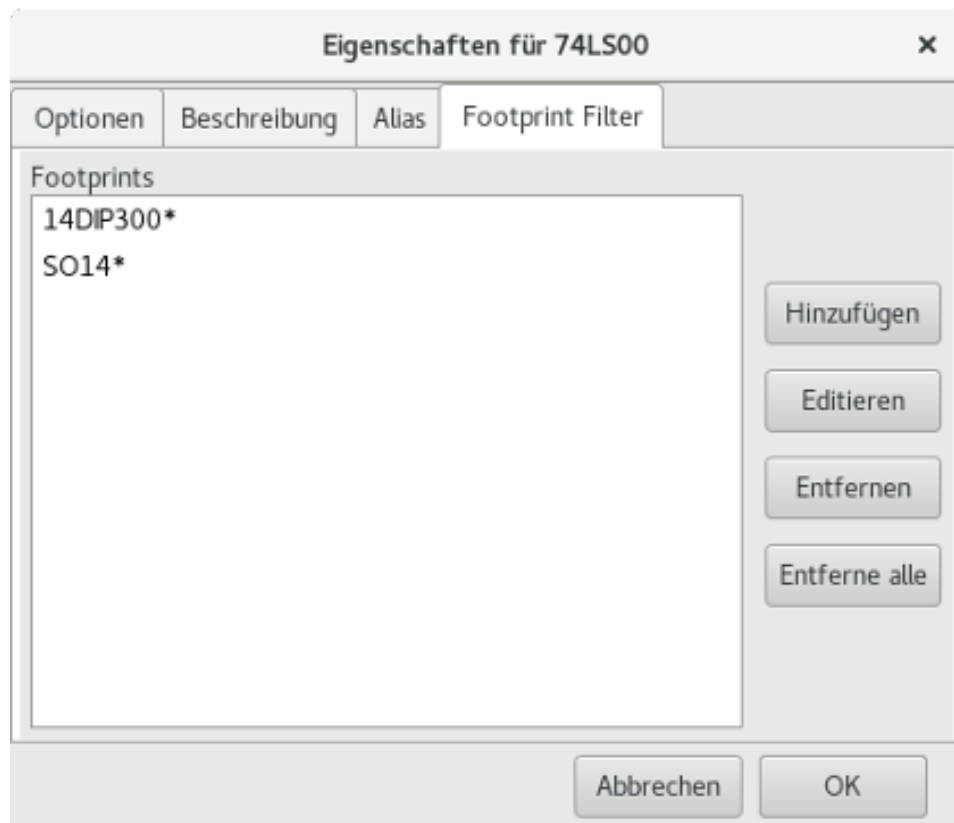 Eigenschaften für 74LS00 ×
Optionen Beschreibung Alias Footprint Filter
Footprints
14DIP300*
SO14*
Hinzufügen
Editieren
Entfernen
Entferne alle
Abbrechen OK